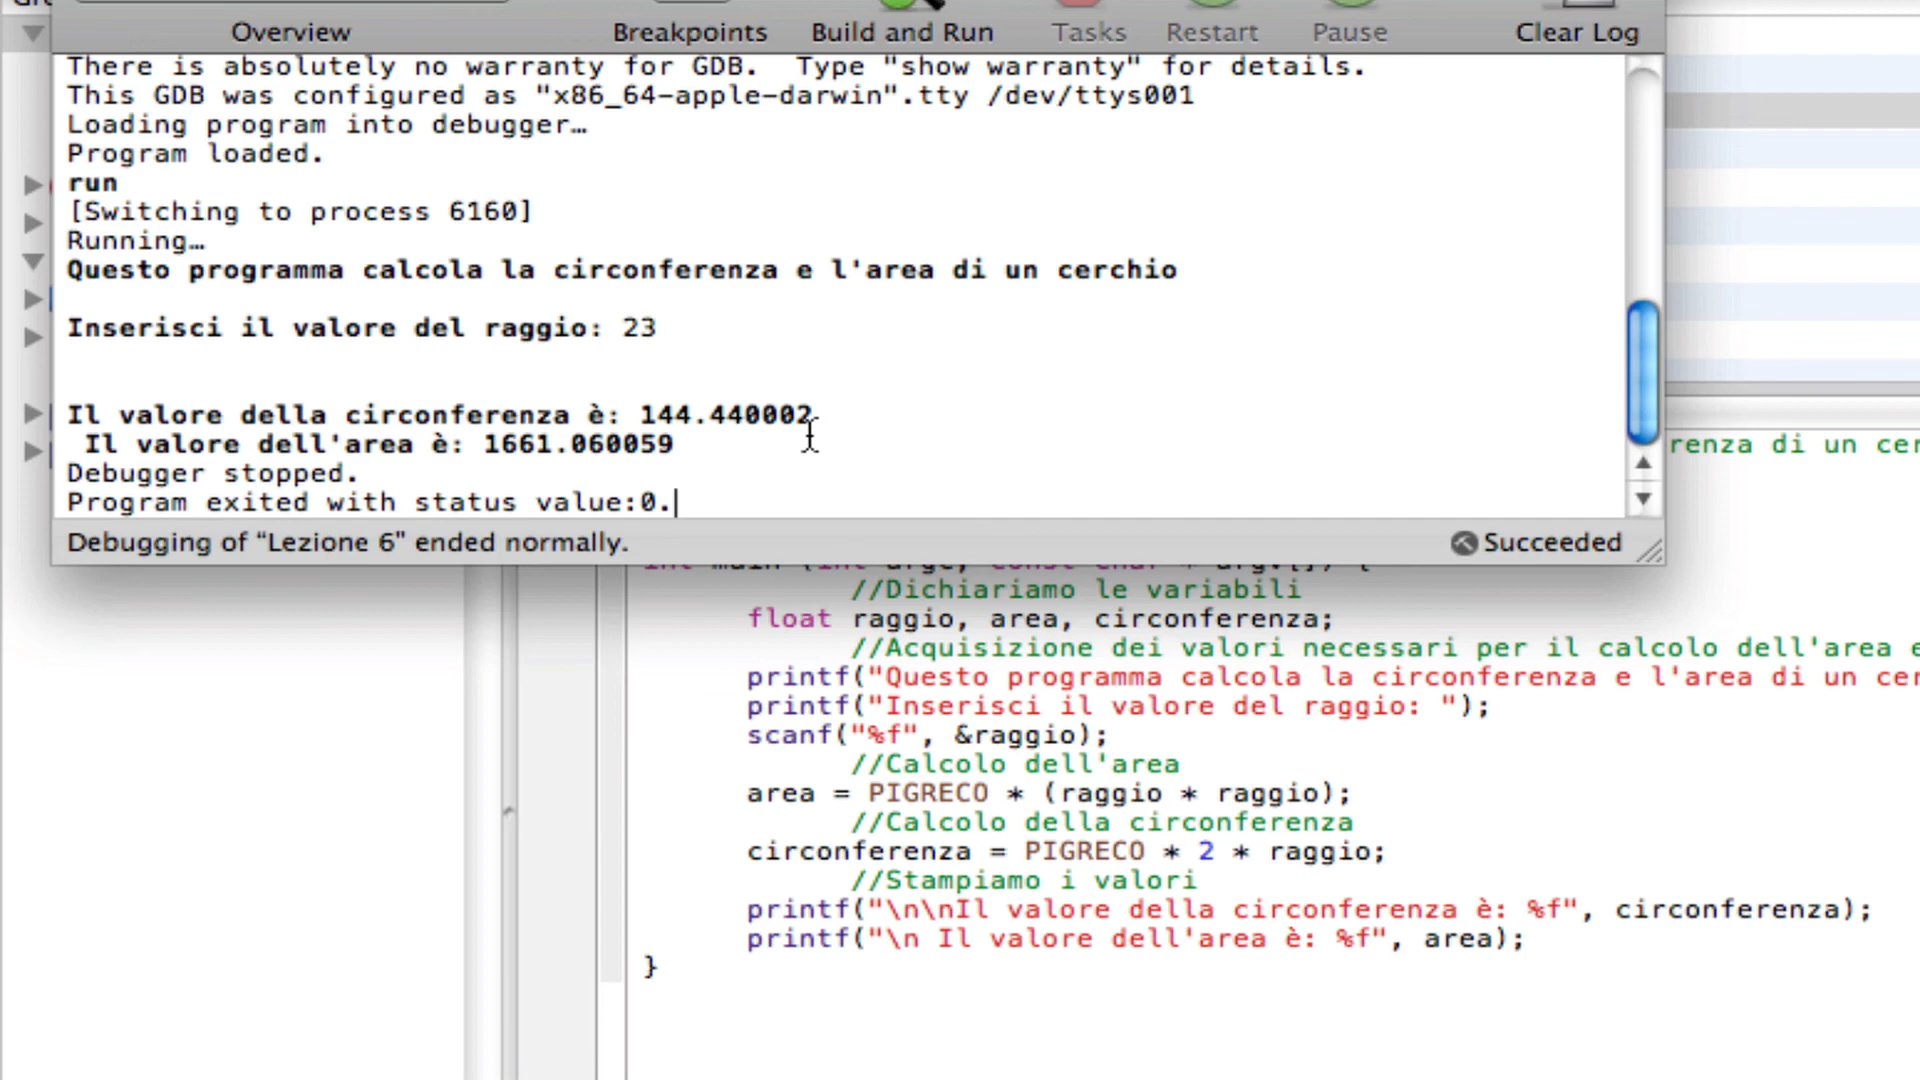 Overview Breakpoints Build and Run Tasks Restart Pause Clear Log
There is absolutely no warranty for GDB.  Type "show warranty" for details.
This GDB was configured as "x86_64-apple-darwin".tty /dev/ttys001
Loading program into debugger…
Program loaded.
run
[Switching to process 6160]
Running…
Questo programma calcola la circonferenza e l'area di un cerchio
Inserisci il valore del raggio: 23
Il valore della circonferenza è: 144.440002
Il valore dell'area è: 1661.060059
Debugger stopped.
Program exited with status value:0.
Debugging of “Lezione 6” ended normally. Succeeded
renza di un cer
//Dichiariamo le variabili
float raggio, area, circonferenza;
//Acquisizione dei valori necessari per il calcolo dell'area e
printf("Questo programma calcola la circonferenza e l'area di un cer
printf("Inserisci il valore del raggio: ");
scanf("%f", &raggio);
//Calcolo dell'area
area = PIGRECO * (raggio * raggio);
//Calcolo della circonferenza
circonferenza = PIGRECO * 2 * raggio;
//Stampiamo i valori
printf("\n\nIl valore della circonferenza è: %f", circonferenza);
printf("\n Il valore dell'area è: %f", area);
}